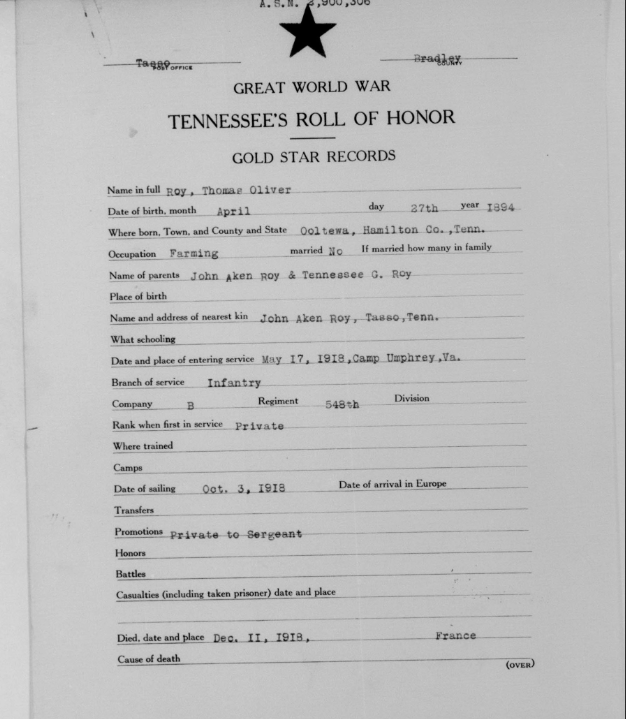 A.S.N. 3,900,306
Tasso Bradley
POST OFFICE COUNTY
GREAT WORLD WAR
TENNESSEE'S ROLL OF HONOR
GOLD STAR RECORDS
Name in full Roy, Thomas Oliver
Date of birth, month April day 27th year 1894
Where born, Town, and County and State Ooltewa, Hamilton Co.,Tenn.
Occupation Farming married No If married how many in family
Name of parents John Aken Roy & Tennessee G. Roy
Place of birth
Name and address of nearest kin John Aken Roy, Tasso,Tenn.
What schooling
Date and place of entering service May 17, 1918,Camp Umphrey,Va.
Branch of service Infantry
Company B Regiment 548th Division
Rank when first in service Private
Where trained
Camps
Date of sailing Oct. 3, 1918 Date of arrival in Europe
Transfers
Promotions Private to Sergeant
Honors
Battles
Casualties (including taken prisoner) date and place
Died, date and place Dec. II, 1918, France
Cause of death
(OVER)